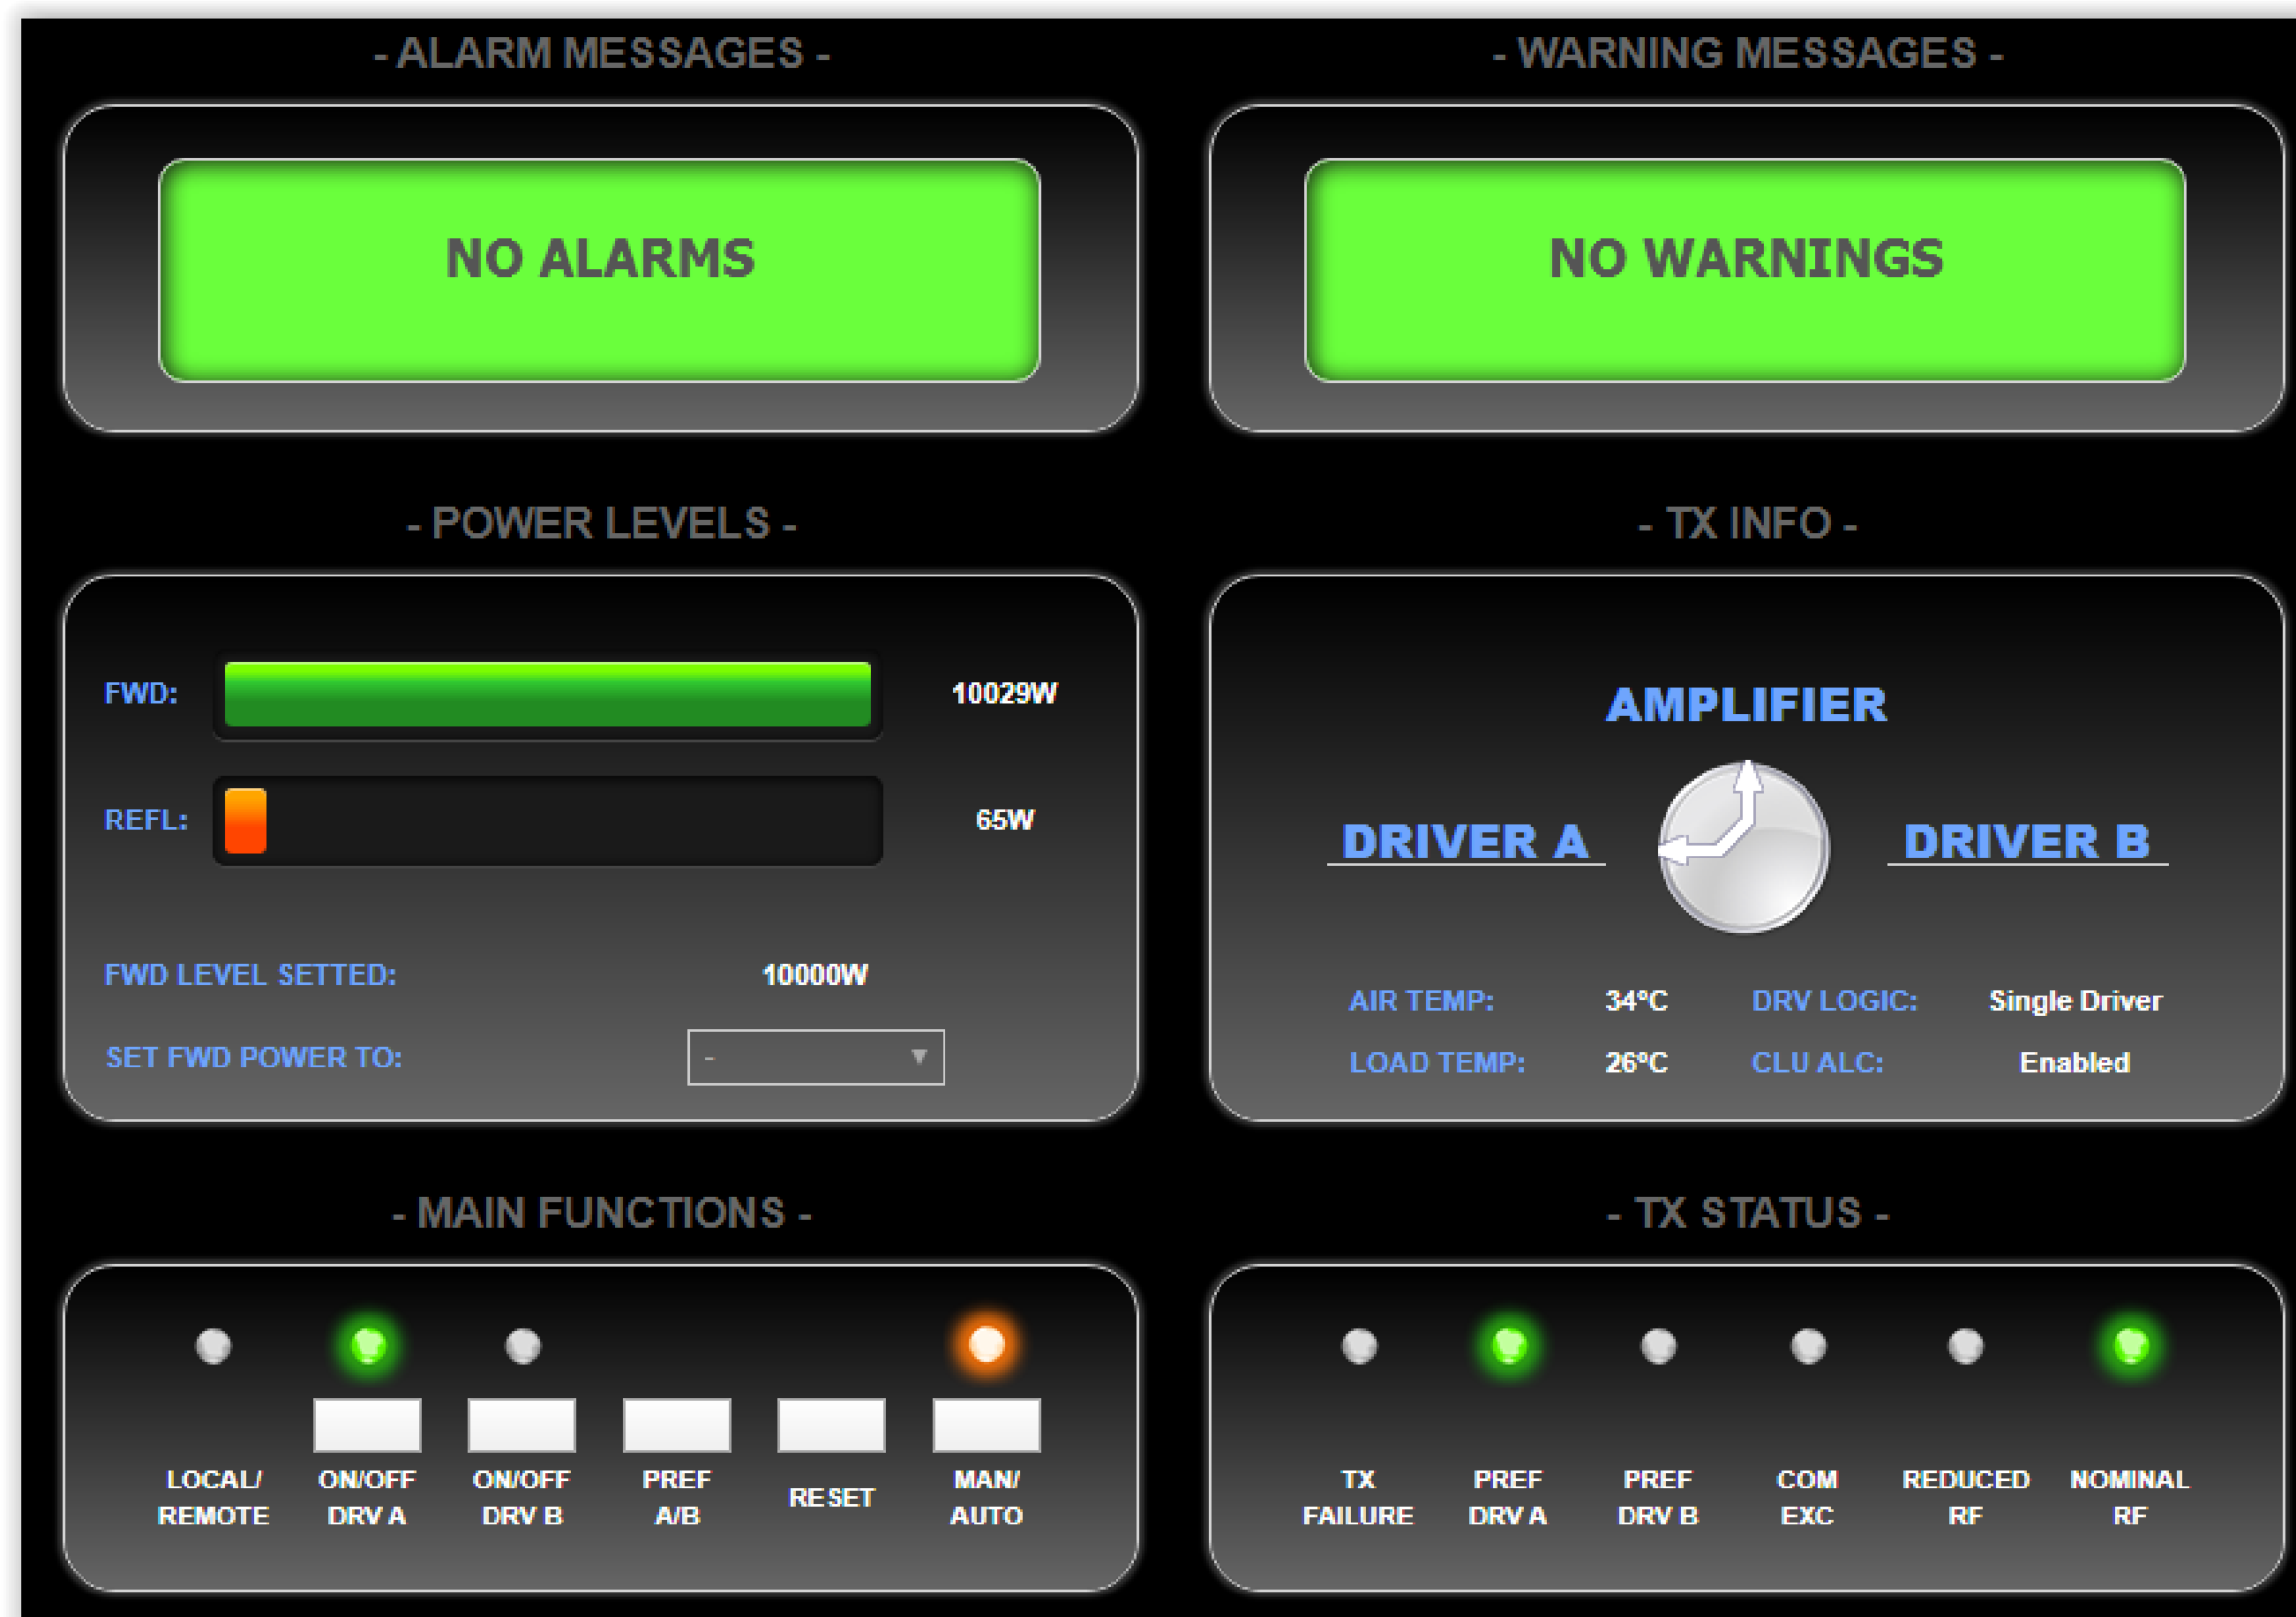 - ALARM MESSAGES -
- WARNING MESSAGES -
NO ALARMS
NO WARNINGS
- POWER LEVELS -
FWD: 10029W
REFL: 65W
FWD LEVEL SETTED: 10000W
SET FWD POWER TO: -
- TX INFO -
AMPLIFIER
DRIVER A
DRIVER B
AIR TEMP: 34°C DRV LOGIC: Single Driver
LOAD TEMP: 26°C CLU ALC: Enabled
- MAIN FUNCTIONS -
LOCAL/
REMOTE
ON/OFF
DRV A
ON/OFF
DRV B
PREF
A/B
RESET
MAN/
AUTO
- TX STATUS -
TX
FAILURE
PREF
DRV A
PREF
DRV B
COM
EXC
REDUCED
RF
NOMINAL
RF